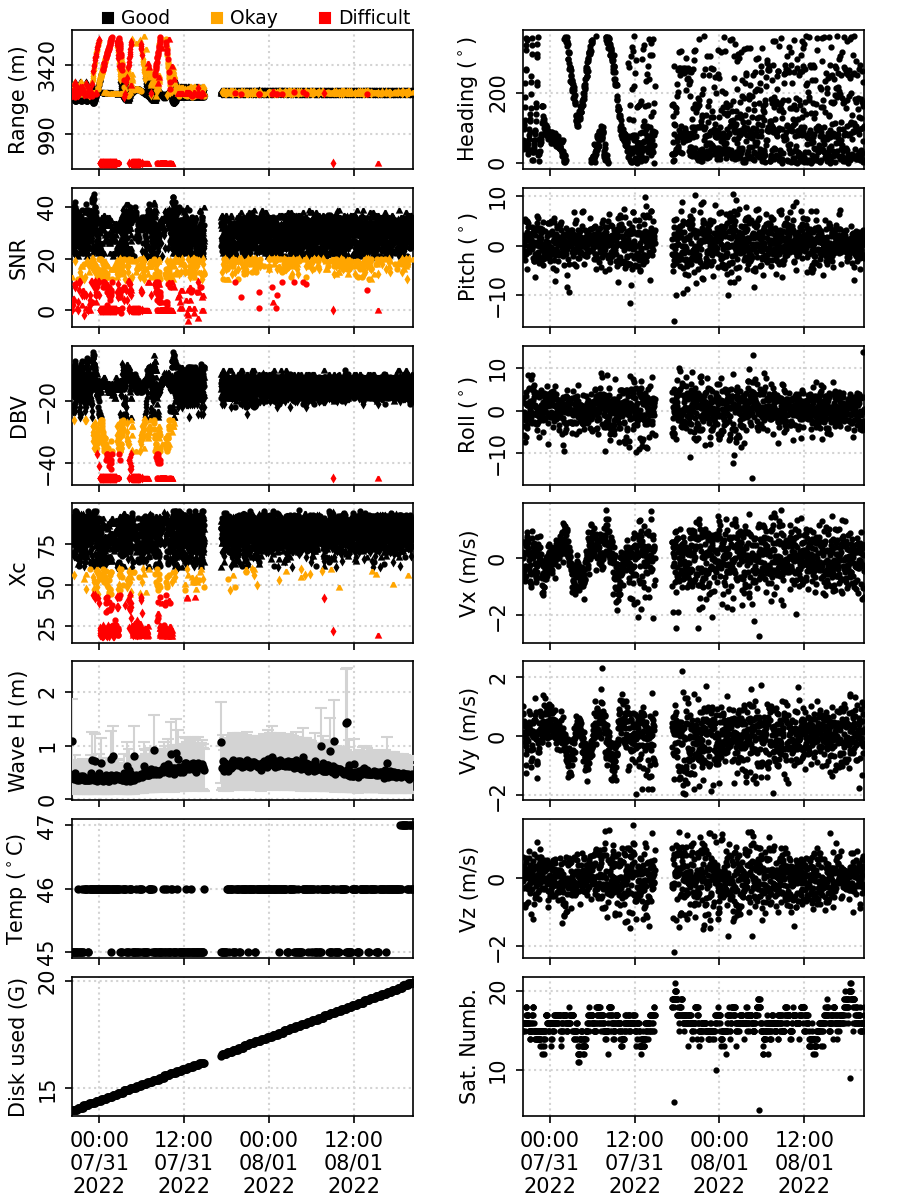 Good Okay Difficult
Range (m)
3420
990
Heading (°)
200
0
SNR
40
20
0
Pitch (°)
10
0
−10
DBV
−20
−40
Roll (°)
10
0
−10
Xc
75
50
25
Vx (m/s)
0
−2
Wave H (m)
2
1
0
Vy (m/s)
2
0
−2
Temp (°C)
47
46
45
Vz (m/s)
0
−2
Disk used (G)
20
15
Sat. Numb.
20
10
00:00 12:00 00:00 12:00
07/31 07/31 08/01 08/01
2022 2022 2022 2022
00:00 12:00 00:00 12:00
07/31 07/31 08/01 08/01
2022 2022 2022 2022